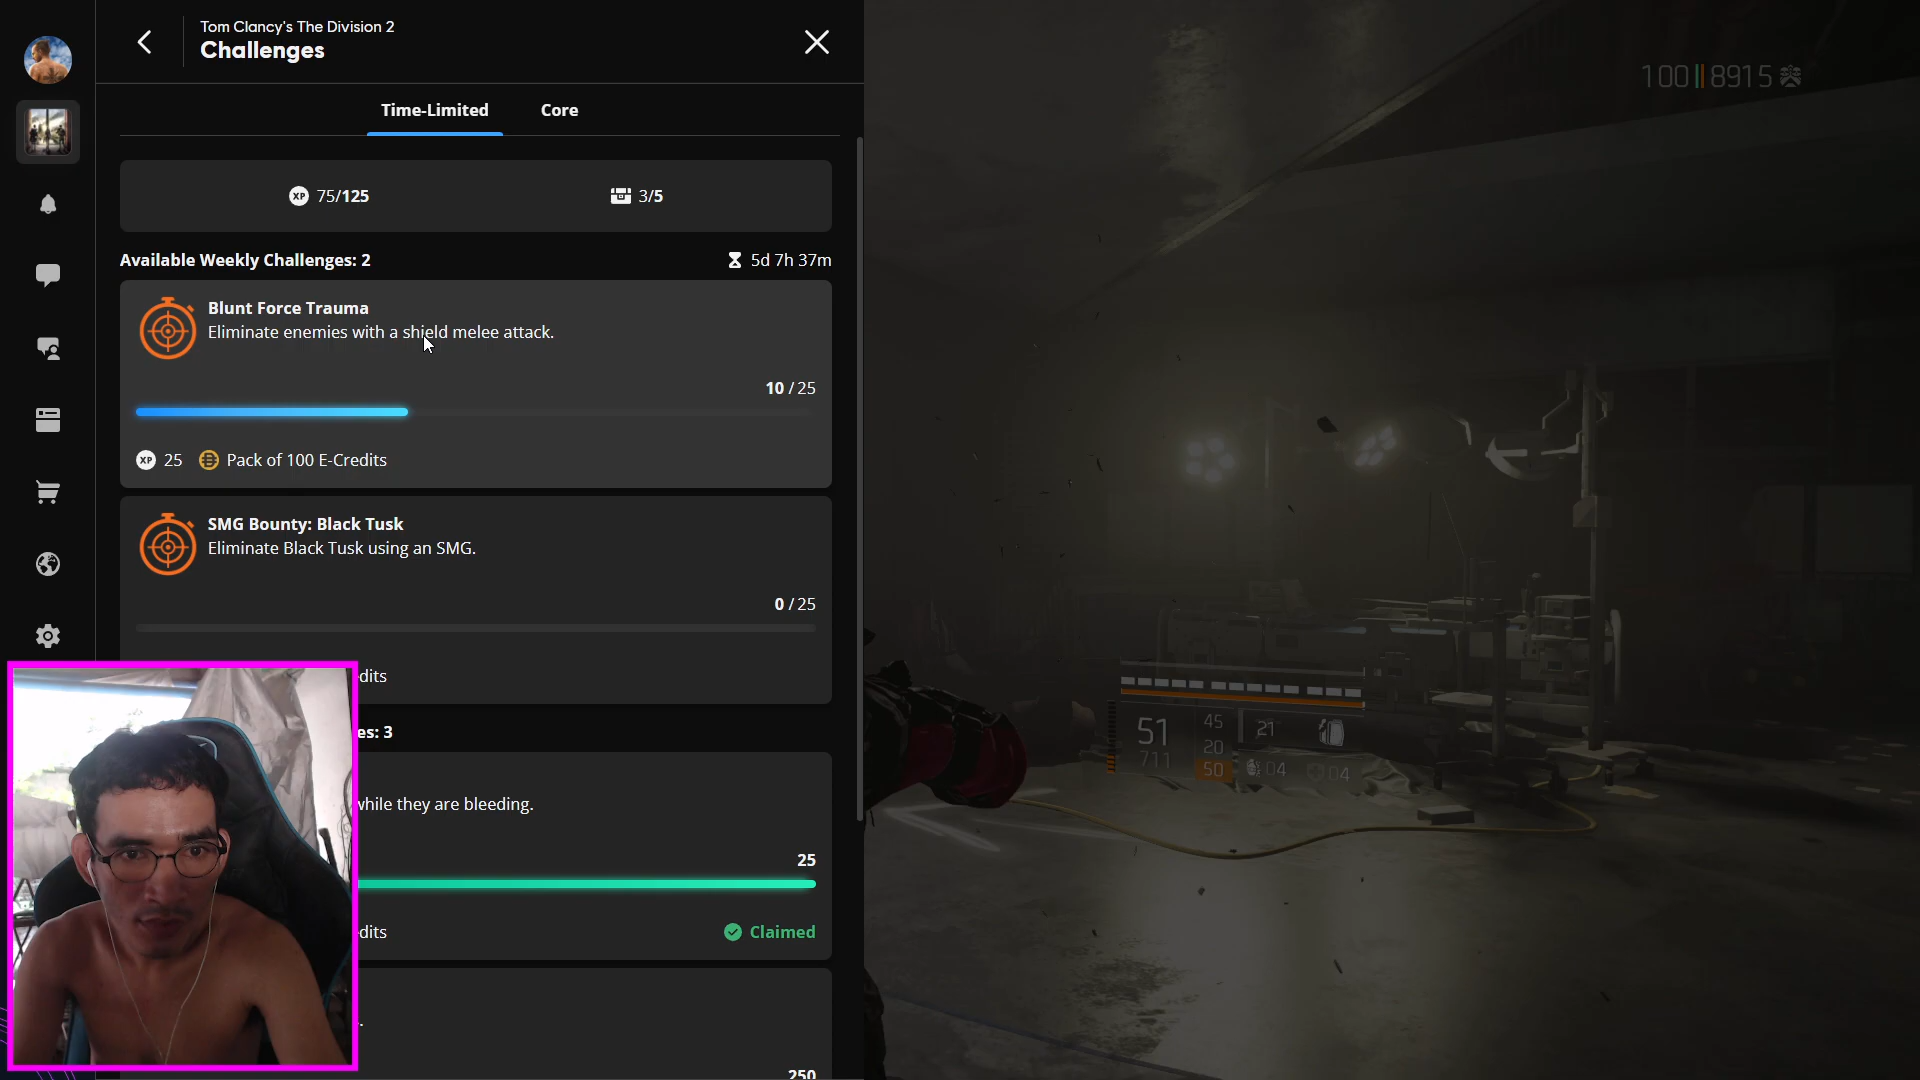 Tom Clancy's The Division 2
Challenges
100 8915
Time-Limited Core
XP 75/125 3/5
Available Weekly Challenges: 2 5d 7h 37m
Blunt Force Trauma
Eliminate enemies with a shield melee attack.
10 / 25
XP 25 Pack of 100 E-Credits
SMG Bounty: Black Tusk
Eliminate Black Tusk using an SMG.
0 / 25
dits
es: 3
while they are bleeding.
25
dits Claimed
.
250
51 45 21
711 20
50 04 04